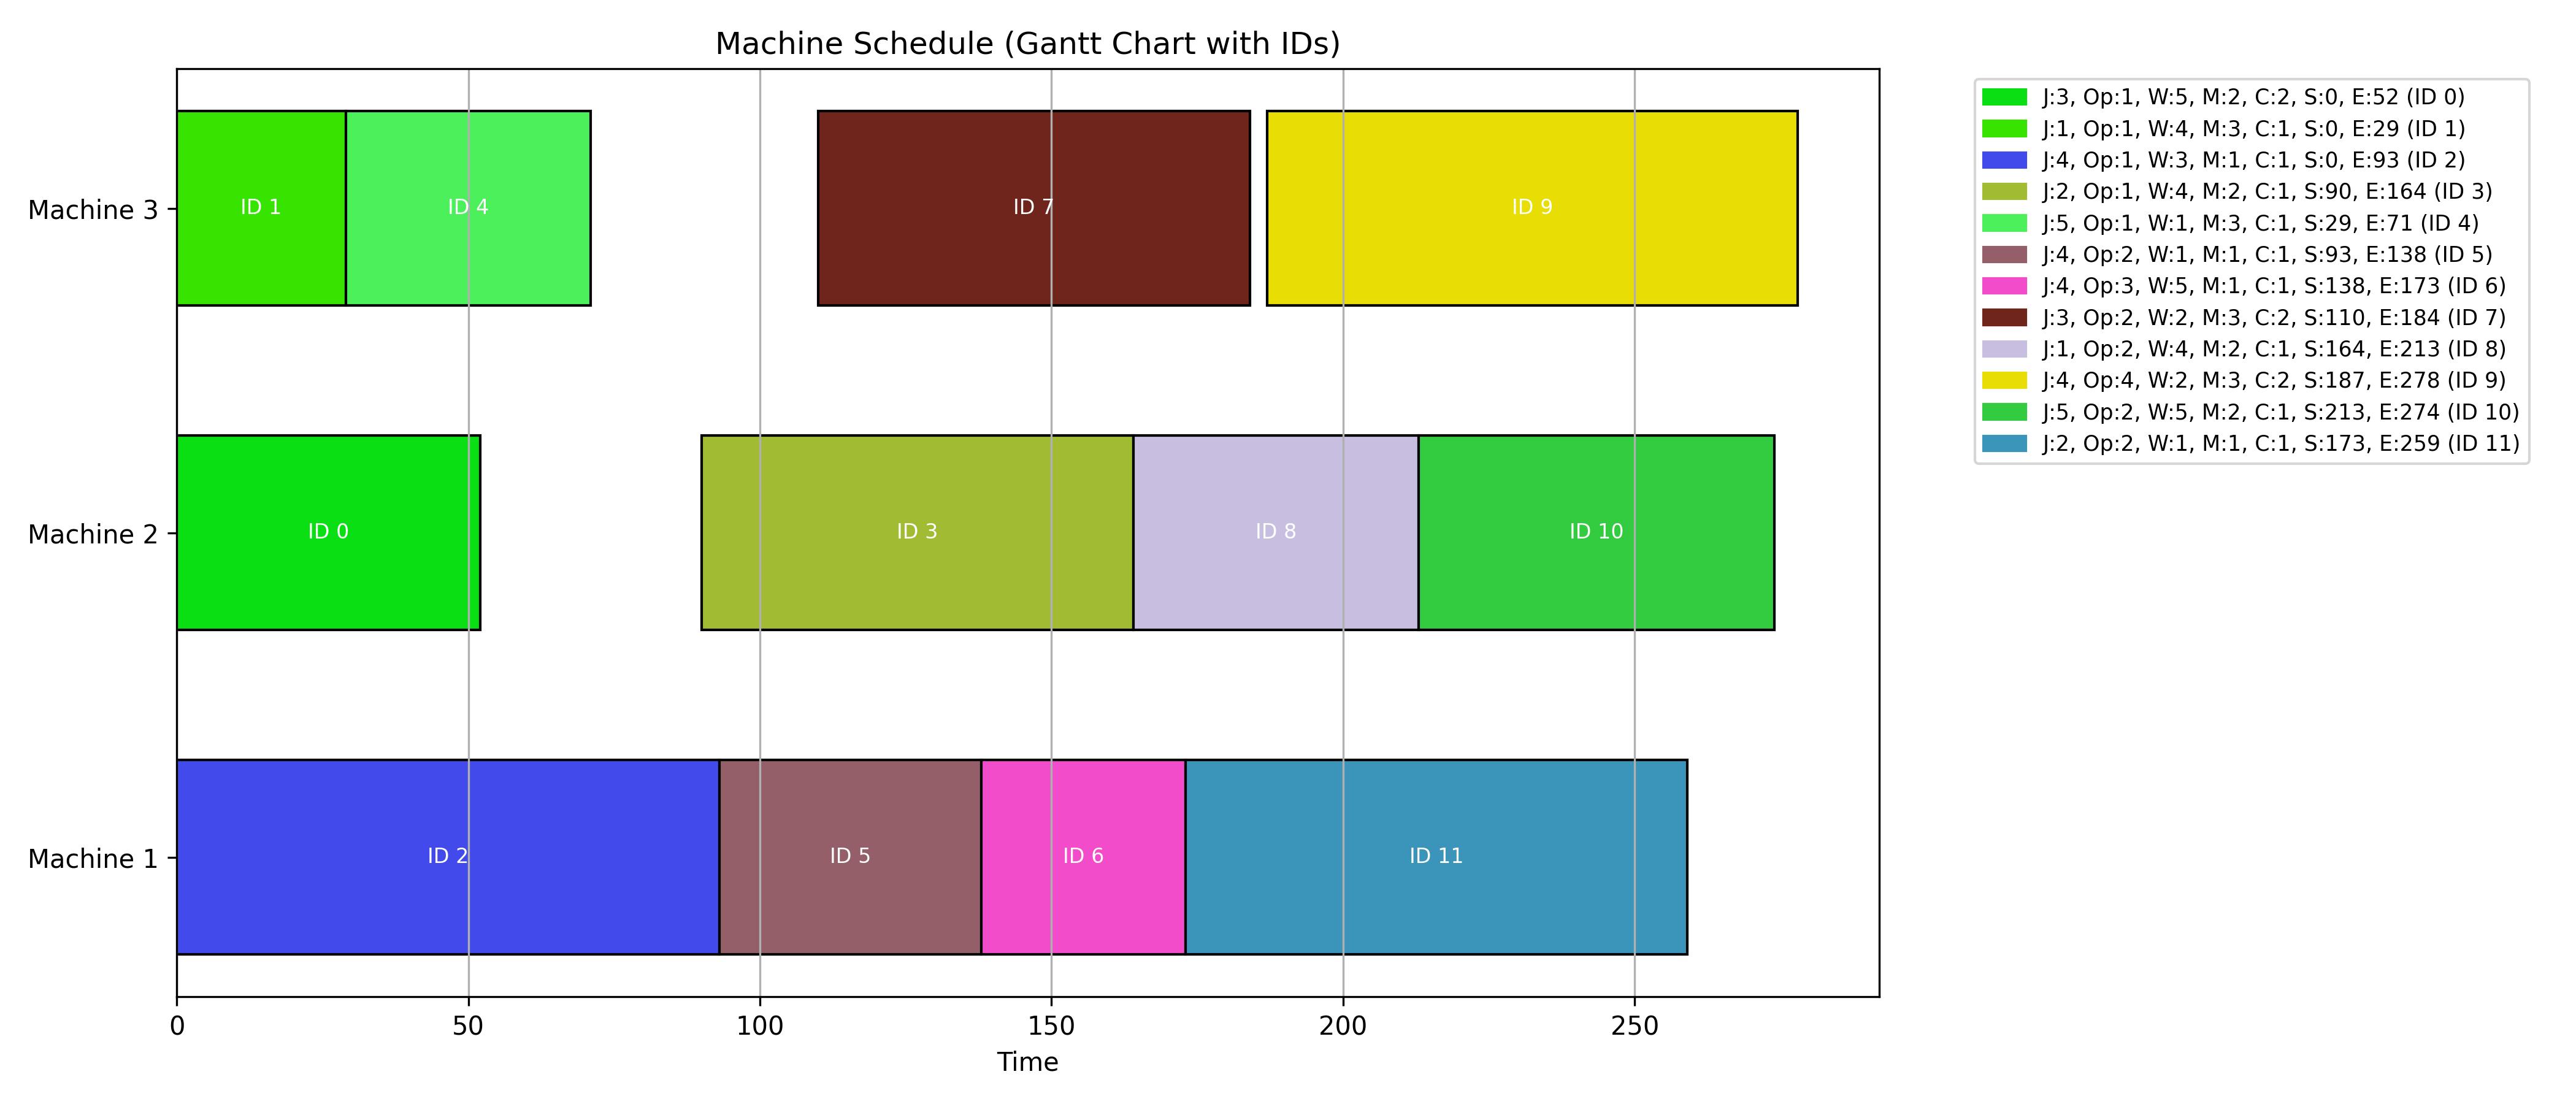 Machine Schedule (Gantt Chart with IDs)
Machine 3
ID 1
ID 4
ID 7
ID 9
Machine 2
ID 0
ID 3
ID 8
ID 10
Machine 1
ID 2
ID 5
ID 6
ID 11
0
50
100
150
200
250
Time
J:3, Op:1, W:5, M:2, C:2, S:0, E:52 (ID 0)
J:1, Op:1, W:4, M:3, C:1, S:0, E:29 (ID 1)
J:4, Op:1, W:3, M:1, C:1, S:0, E:93 (ID 2)
J:2, Op:1, W:4, M:2, C:1, S:90, E:164 (ID 3)
J:5, Op:1, W:1, M:3, C:1, S:29, E:71 (ID 4)
J:4, Op:2, W:1, M:1, C:1, S:93, E:138 (ID 5)
J:4, Op:3, W:5, M:1, C:1, S:138, E:173 (ID 6)
J:3, Op:2, W:2, M:3, C:2, S:110, E:184 (ID 7)
J:1, Op:2, W:4, M:2, C:1, S:164, E:213 (ID 8)
J:4, Op:4, W:2, M:3, C:2, S:187, E:278 (ID 9)
J:5, Op:2, W:5, M:2, C:1, S:213, E:274 (ID 10)
J:2, Op:2, W:1, M:1, C:1, S:173, E:259 (ID 11)